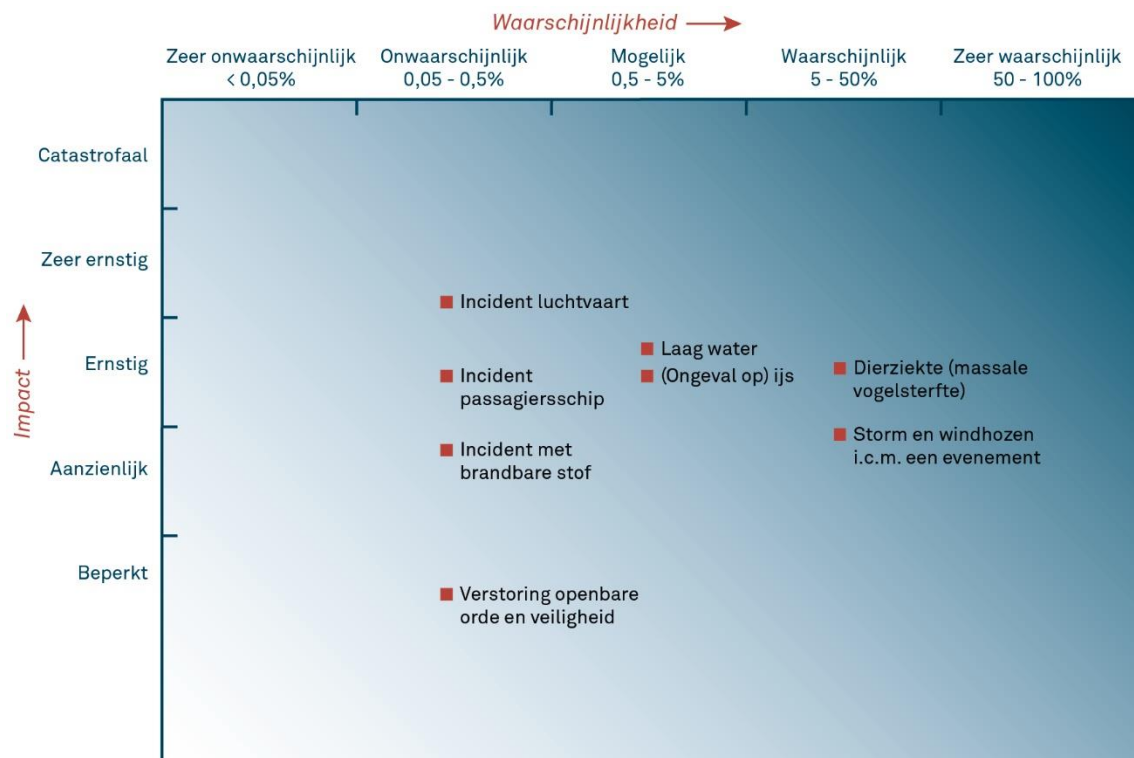 Waarschijnlijkheid
Zeer onwaarschijnlijk
< 0,05%
Onwaarschijnlijk
0,05 - 0,5%
Mogelijk
0,5 - 5%
Waarschijnlijk
5 - 50%
Zeer waarschijnlijk
50 - 100%
Impact
Catastrofaal
Zeer ernstig
Ernstig
Aanzienlijk
Beperkt
Incident luchtvaart
Laag water
(Ongeval op) ijs
Incident
passagiersschip
Dierziekte (massale
vogelsterfte)
Storm en windhozen
i.c.m. een evenement
Incident met
brandbare stof
Verstoring openbare
orde en veiligheid